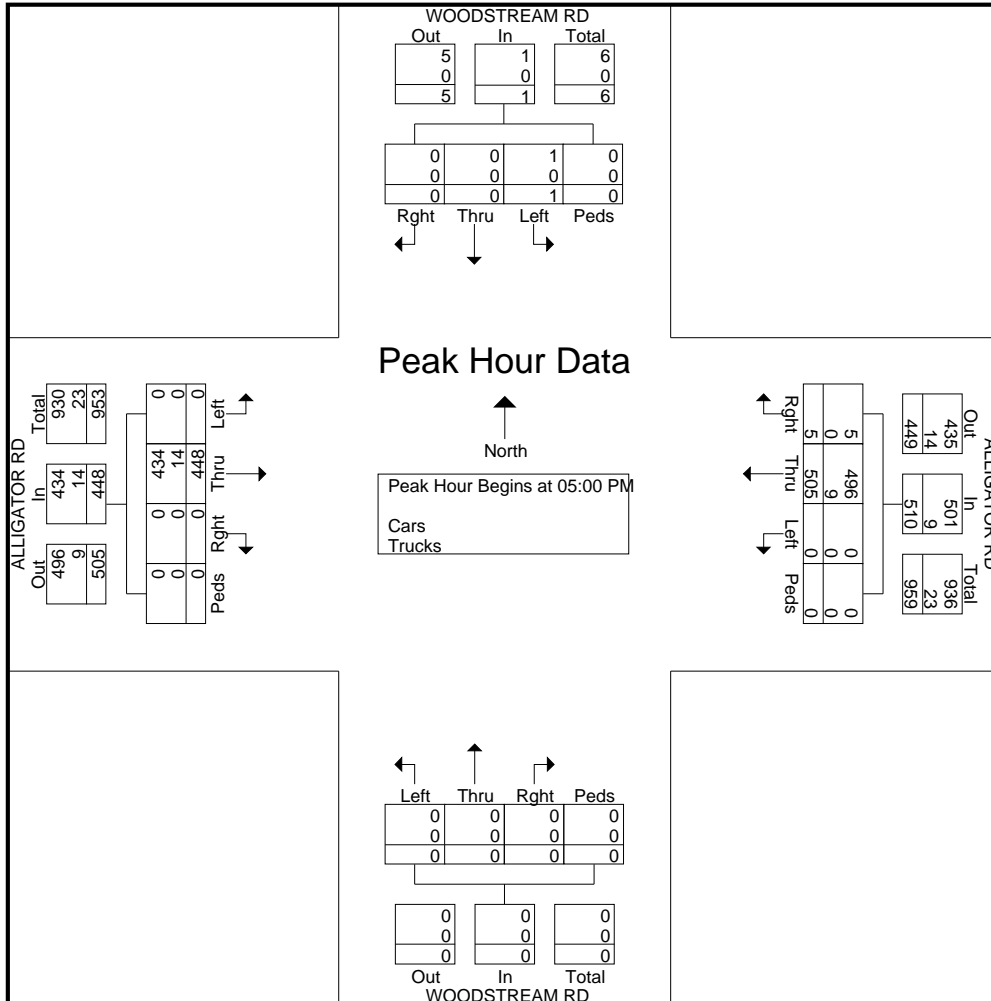 WOODSTREAM RD
Out In Total
5 1 6
0 0 0
5 1 6
0 0 1 0
0 0 0 0
0 0 1 0
Rght Thru Left Peds
Peak Hour Data
North
Peak Hour Begins at 05:00 PM
Cars
Trucks
ALLIGATOR RD
Out In Total
496 434 930
9 14 23
505 448 953
Peds Rght Thru Left
0 0 434 0
0 0 14 0
0 0 448 0
ALLIGATOR RD
Out In Total
435 501 936
14 9 23
449 510 959
Rght Thru Left Peds
5 496 0 0
0 9 0 0
5 505 0 0
Left Thru Rght Peds
0 0 0 0
0 0 0 0
0 0 0 0
0 0 0
0 0 0
0 0 0
Out In Total
WOODSTREAM RD